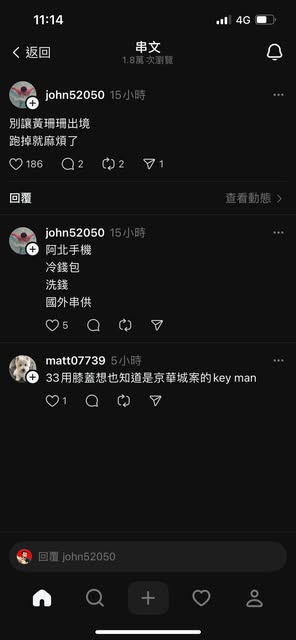 11:14
4G
返回
串文
1.8萬 次瀏覽
john52050 15小時
別讓黃珊珊出境
跑掉就麻煩了
186 2 2 1
回覆
查看動態
john52050 15小時
阿北手機
冷錢包
洗錢
國外串供
5
matt07739 5小時
33用膝蓋想也知道是京華城案的key man
1
回覆 john52050